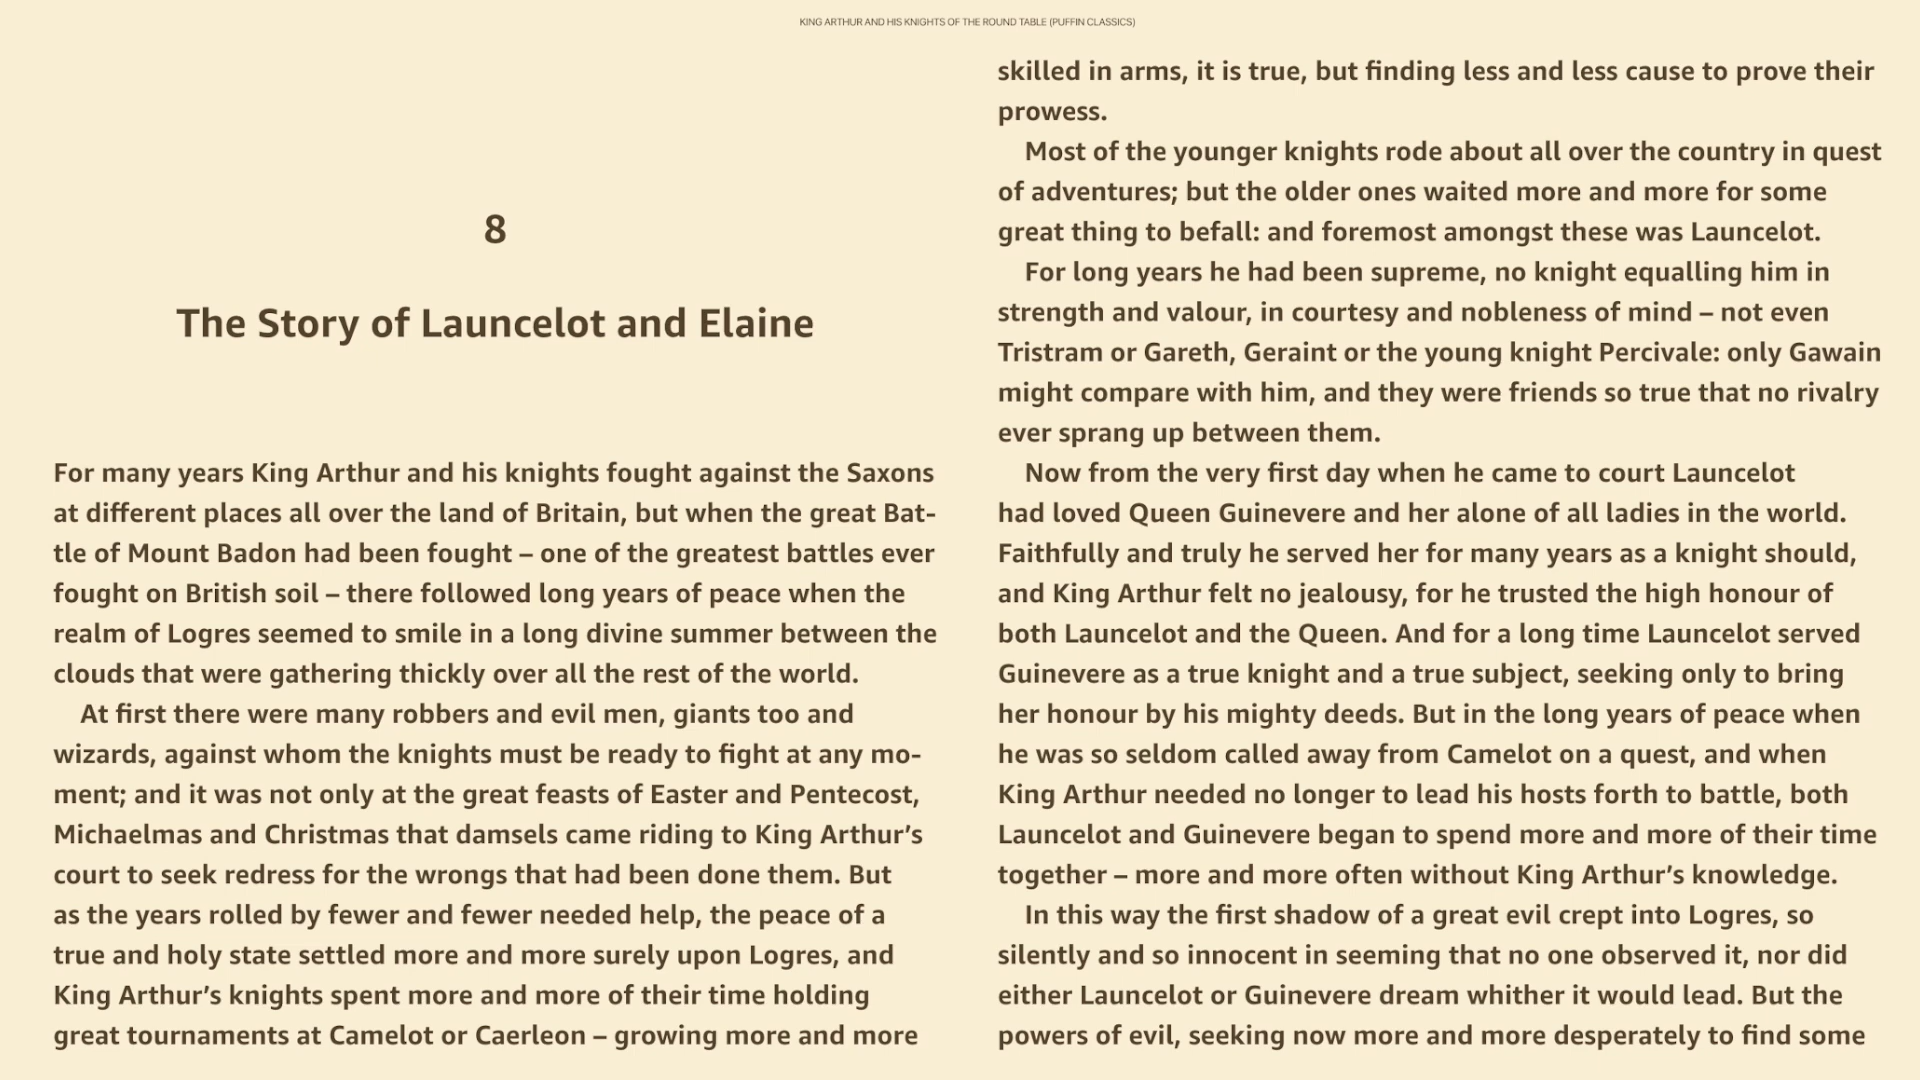 KING ARTHUR AND HIS KNIGHTS OF THE ROUND TABLE (PUFFIN CLASSICS)
8
The Story of Launcelot and Elaine
For many years King Arthur and his knights fought against the Saxons
at different places all over the land of Britain, but when the great Bat-
tle of Mount Badon had been fought – one of the greatest battles ever
fought on British soil – there followed long years of peace when the
realm of Logres seemed to smile in a long divine summer between the
clouds that were gathering thickly over all the rest of the world.
At first there were many robbers and evil men, giants too and
wizards, against whom the knights must be ready to fight at any mo-
ment; and it was not only at the great feasts of Easter and Pentecost,
Michaelmas and Christmas that damsels came riding to King Arthur’s
court to seek redress for the wrongs that had been done them. But
as the years rolled by fewer and fewer needed help, the peace of a
true and holy state settled more and more surely upon Logres, and
King Arthur’s knights spent more and more of their time holding
great tournaments at Camelot or Caerleon – growing more and more
skilled in arms, it is true, but finding less and less cause to prove their
prowess.
Most of the younger knights rode about all over the country in quest
of adventures; but the older ones waited more and more for some
great thing to befall: and foremost amongst these was Launcelot.
For long years he had been supreme, no knight equalling him in
strength and valour, in courtesy and nobleness of mind – not even
Tristram or Gareth, Geraint or the young knight Percivale: only Gawain
might compare with him, and they were friends so true that no rivalry
ever sprang up between them.
Now from the very first day when he came to court Launcelot
had loved Queen Guinevere and her alone of all ladies in the world.
Faithfully and truly he served her for many years as a knight should,
and King Arthur felt no jealousy, for he trusted the high honour of
both Launcelot and the Queen. And for a long time Launcelot served
Guinevere as a true knight and a true subject, seeking only to bring
her honour by his mighty deeds. But in the long years of peace when
he was so seldom called away from Camelot on a quest, and when
King Arthur needed no longer to lead his hosts forth to battle, both
Launcelot and Guinevere began to spend more and more of their time
together – more and more often without King Arthur’s knowledge.
In this way the first shadow of a great evil crept into Logres, so
silently and so innocent in seeming that no one observed it, nor did
either Launcelot or Guinevere dream whither it would lead. But the
powers of evil, seeking now more and more desperately to find some